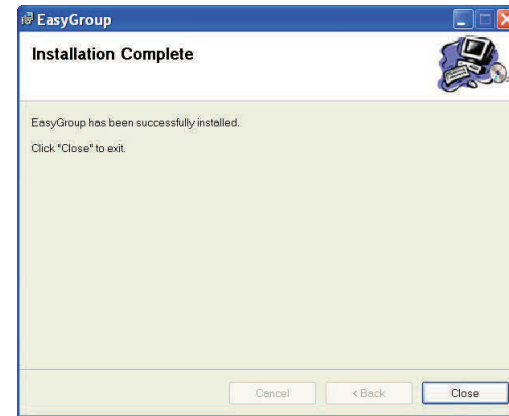 EasyGroup
Installation Complete
EasyGroup has been successfully installed.
Click "Close" to exit.
Cancel
< Back
Close